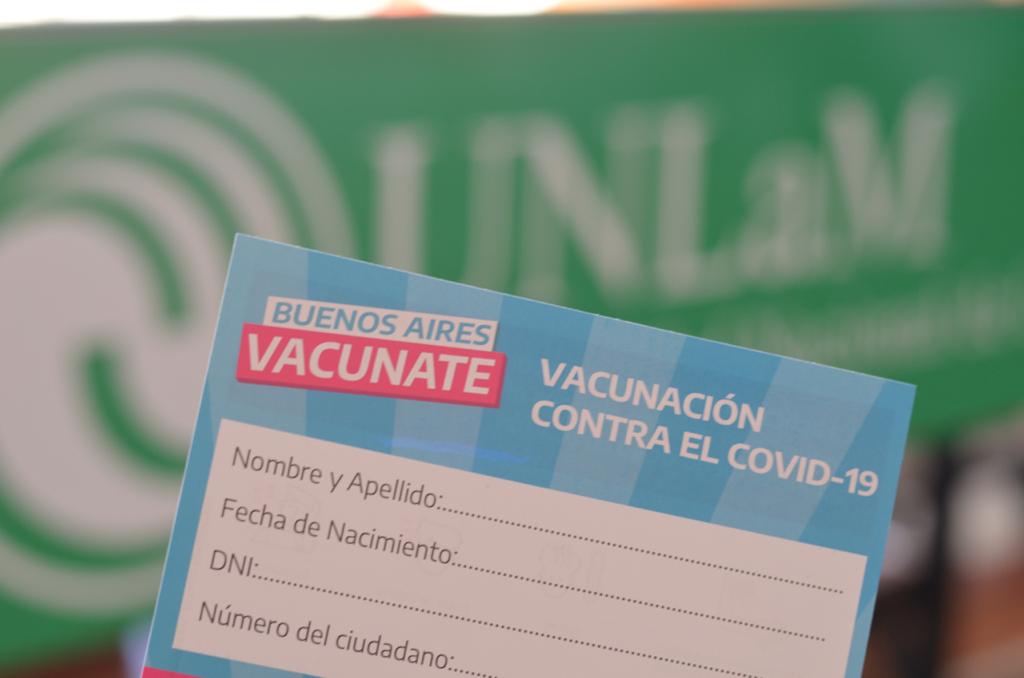 UNLaM
BUENOS AIRES
VACUNATE
VACUNACIÓN
CONTRA EL COVID-19
Nombre y Apellido:
Fecha de Nacimiento:
DNI:
Número del ciudadano: